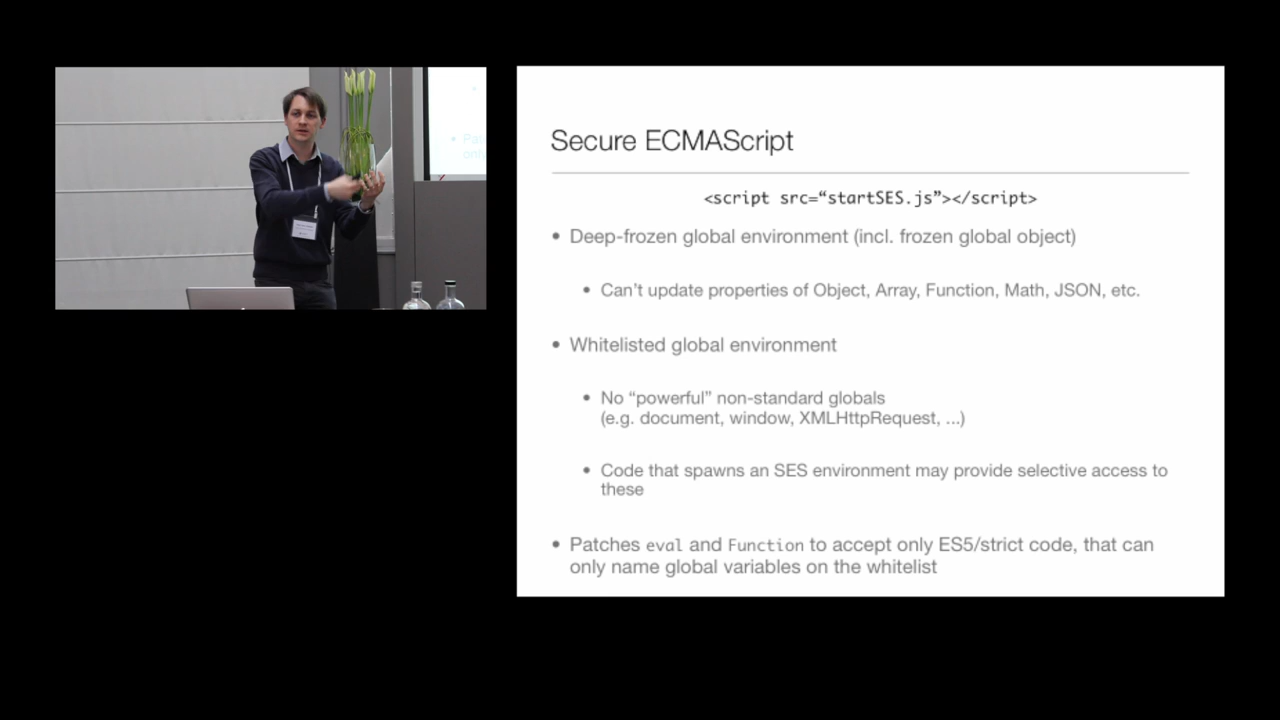 Secure ECMAScript
<script src=“startSES.js”></script>
• Deep-frozen global environment (incl. frozen global object)
• Can’t update properties of Object, Array, Function, Math, JSON, etc.
• Whitelisted global environment
• No “powerful” non-standard globals
(e.g. document, window, XMLHttpRequest, ...)
• Code that spawns an SES environment may provide selective access to
these
• Patches eval and Function to accept only ES5/strict code, that can
only name global variables on the whitelist